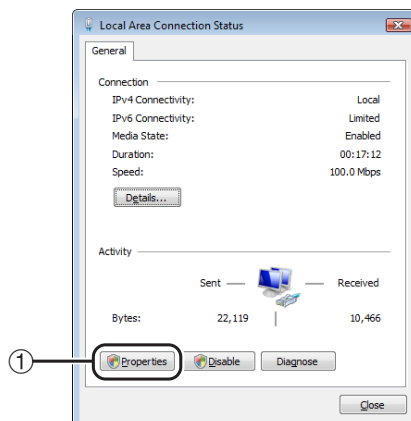 Local Area Connection Status
General
Connection
IPv4 Connectivity: Local
IPv6 Connectivity: Limited
Media State: Enabled
Duration: 00:17:12
Speed: 100.0 Mbps
Details...
Activity
Sent — — Received
Bytes: 22,119 | 10,466
① Properties Disable Diagnose
Close